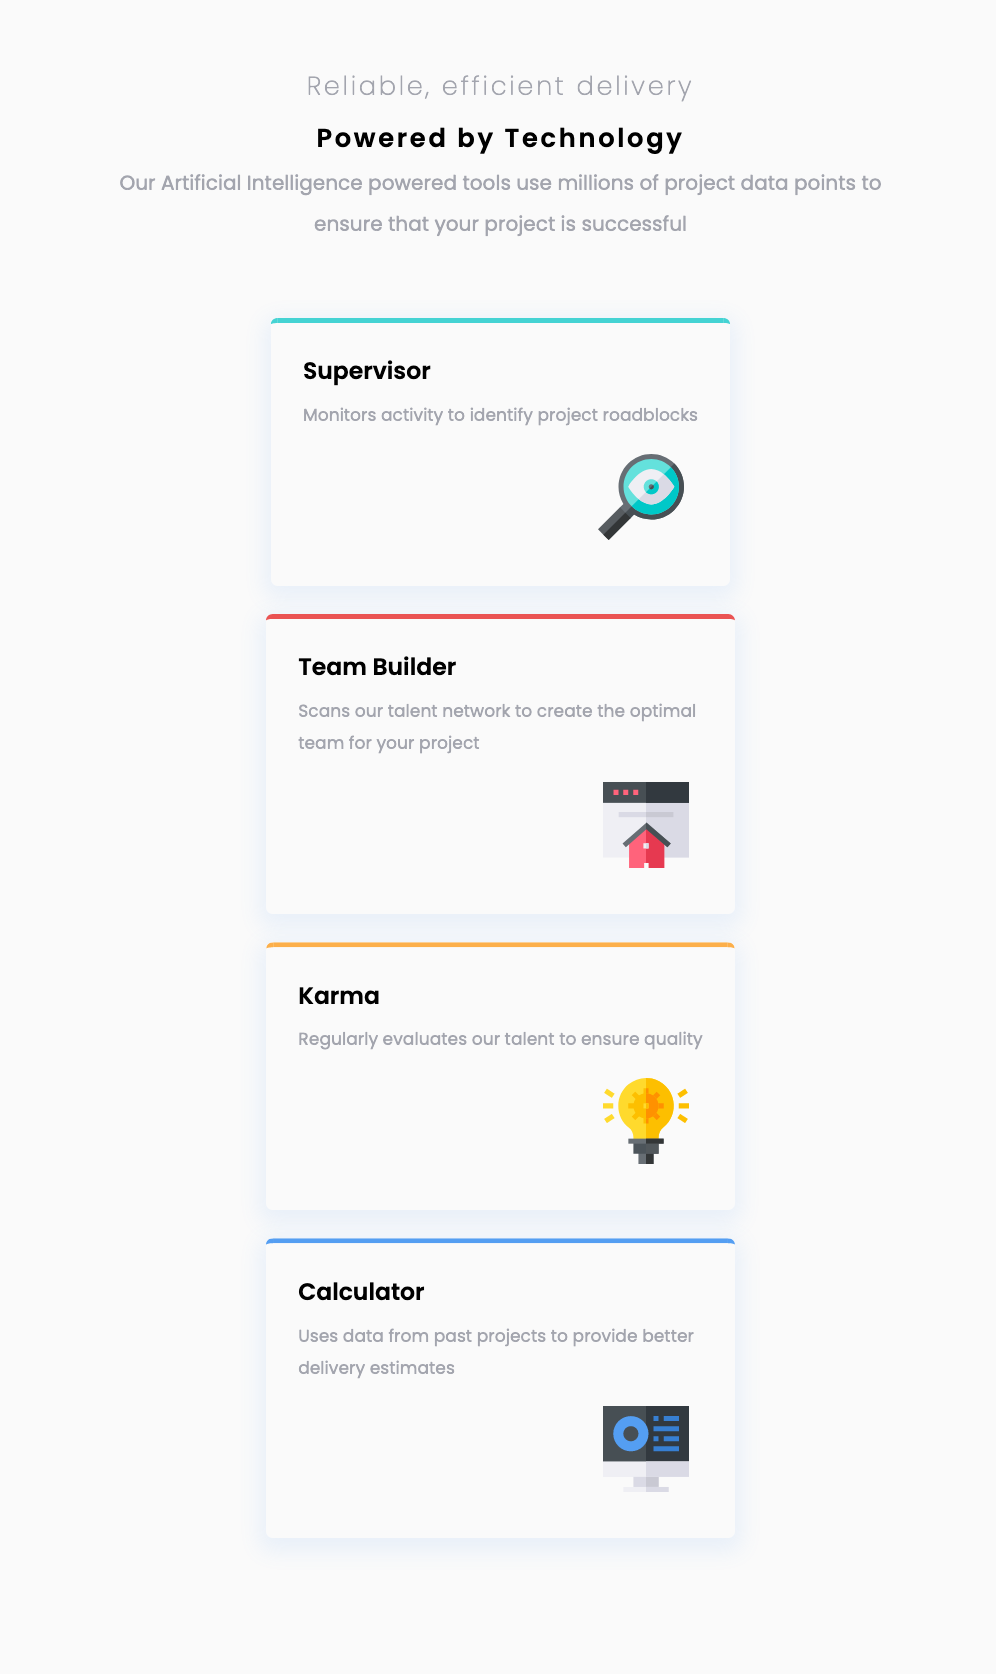 Reliable, efficient delivery
Powered by Technology
Our Artificial Intelligence powered tools use millions of project data points to
ensure that your project is successful
Supervisor
Monitors activity to identify project roadblocks
Team Builder
Scans our talent network to create the optimal
team for your project
Karma
Regularly evaluates our talent to ensure quality
Calculator
Uses data from past projects to provide better
delivery estimates